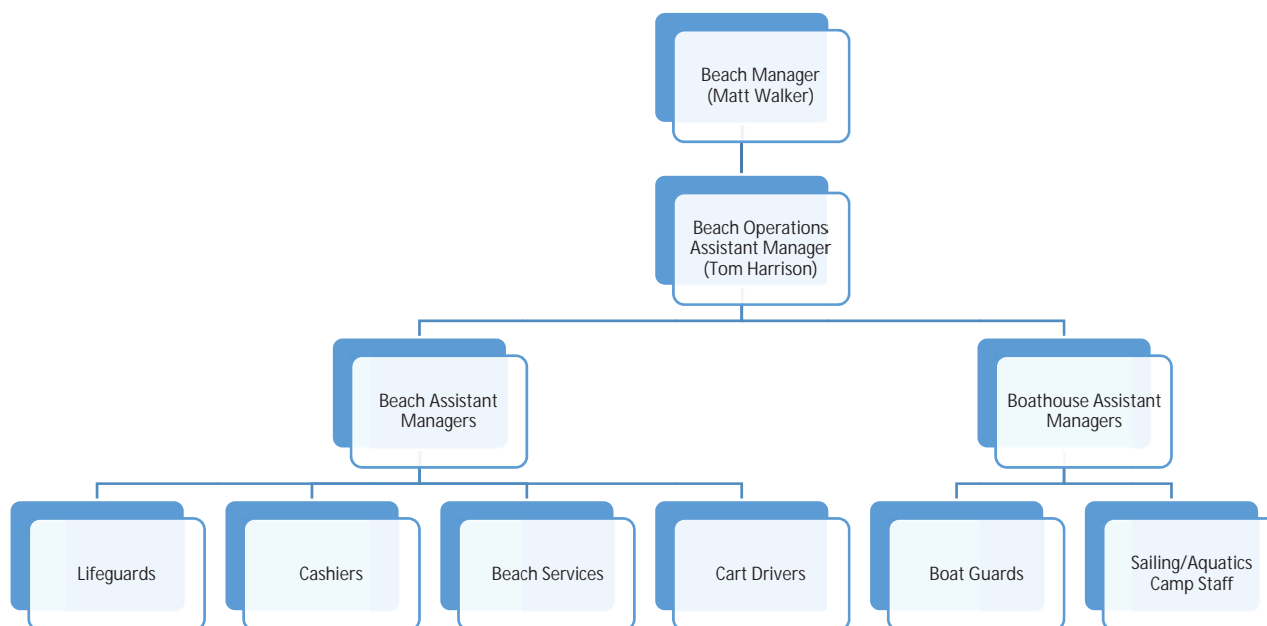 Beach Manager
(Matt Walker)
Beach Operations
Assistant Manager
(Tom Harrison)
Beach Assistant
Managers
Boathouse Assistant
Managers
Lifeguards
Cashiers
Beach Services
Cart Drivers
Boat Guards
Sailing/Aquatics
Camp Staff